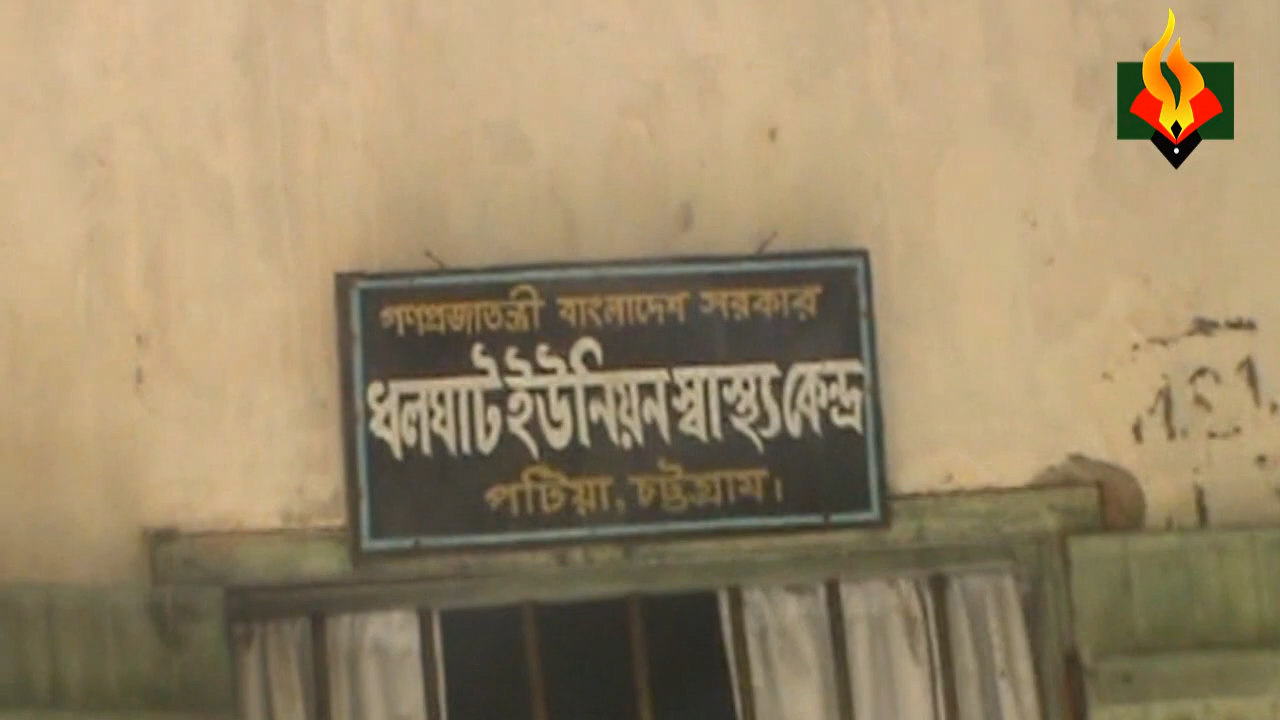 গণপ্রজাতন্ত্রী বাংলাদেশ সরকার
ধলঘাট ইউনিয়ন স্বাস্থ্য কেন্দ্র
পটিয়া, চট্টগ্রাম।